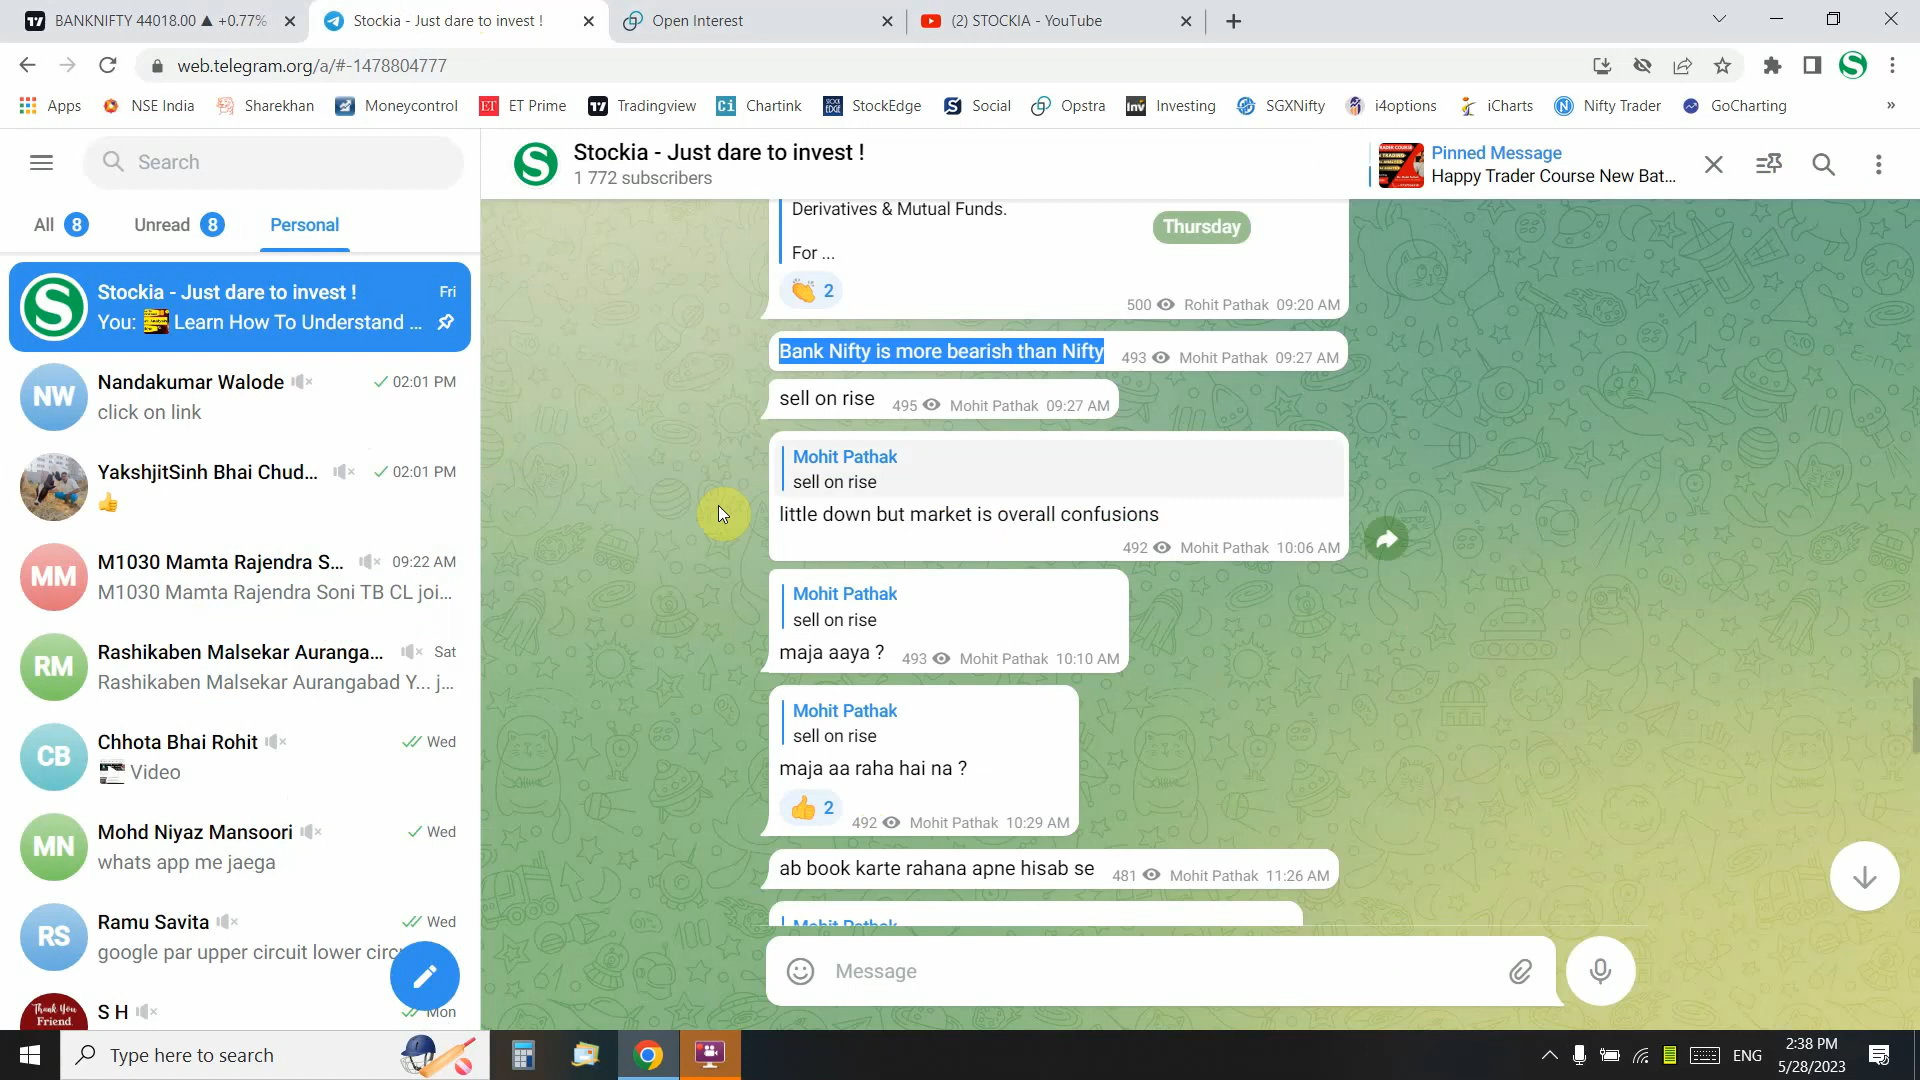 BANKNIFTY 44018.00 ▲ +0.77%
Stockia - Just dare to invest !
Open Interest
(2) STOCKIA - YouTube
web.telegram.org/a/#-1478804777
Apps
NSE India
Sharekhan
Moneycontrol
ET Prime
Tradingview
Chartink
StockEdge
Social
Opstra
Investing
SGXNifty
i4options
iCharts
Nifty Trader
GoCharting
»
Search
Stockia - Just dare to invest !
1 772 subscribers
Pinned Message
Happy Trader Course New Bat...
All 8
Unread 8
Personal
Stockia - Just dare to invest ! Fri
You: Learn How To Understand ...
NW
Nandakumar Walode 02:01 PM
click on link
YakshjitSinh Bhai Chud... 02:01 PM
👍
MM
M1030 Mamta Rajendra S... 09:22 AM
M1030 Mamta Rajendra Soni TB CL joi...
RM
Rashikaben Malsekar Auranga... Sat
Rashikaben Malsekar Aurangabad Y... j...
CB
Chhota Bhai Rohit Wed
Video
MN
Mohd Niyaz Mansoori Wed
whats app me jaega
RS
Ramu Savita Wed
google par upper circuit lower circ
Thank You
Friend
S H Mon
Derivatives & Mutual Funds.
Thursday
For ...
👏 2
500 Rohit Pathak 09:20 AM
Bank Nifty is more bearish than Nifty 493 Mohit Pathak 09:27 AM
sell on rise 495 Mohit Pathak 09:27 AM
Mohit Pathak
sell on rise
little down but market is overall confusions
492 Mohit Pathak 10:06 AM
Mohit Pathak
sell on rise
maja aaya ? 493 Mohit Pathak 10:10 AM
Mohit Pathak
sell on rise
maja aa raha hai na ?
👍 2
492 Mohit Pathak 10:29 AM
ab book karte rahana apne hisab se 481 Mohit Pathak 11:26 AM
Mohit Pathak
Message
Type here to search
ENG
2:38 PM
5/28/2023